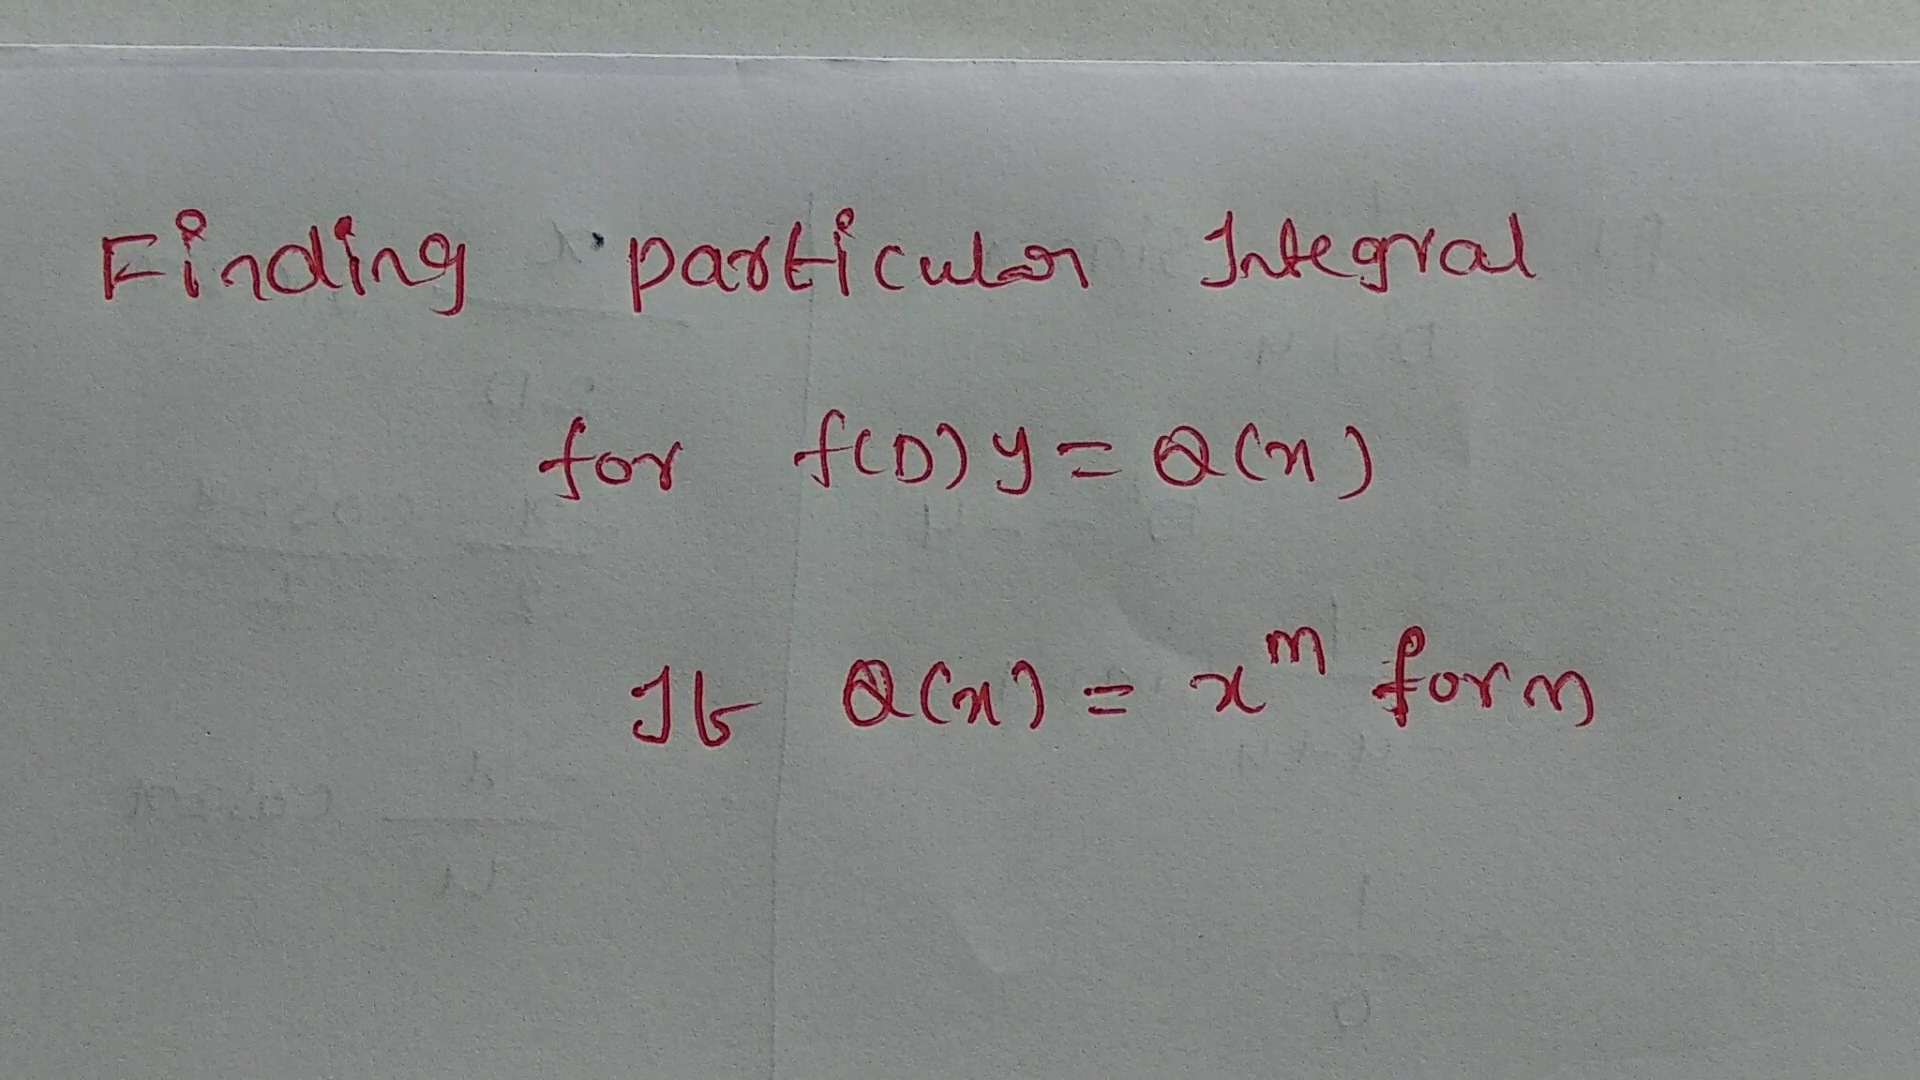 Finding particular Integral
for f(D) y = Q(x)
If Q(x) = x^m form